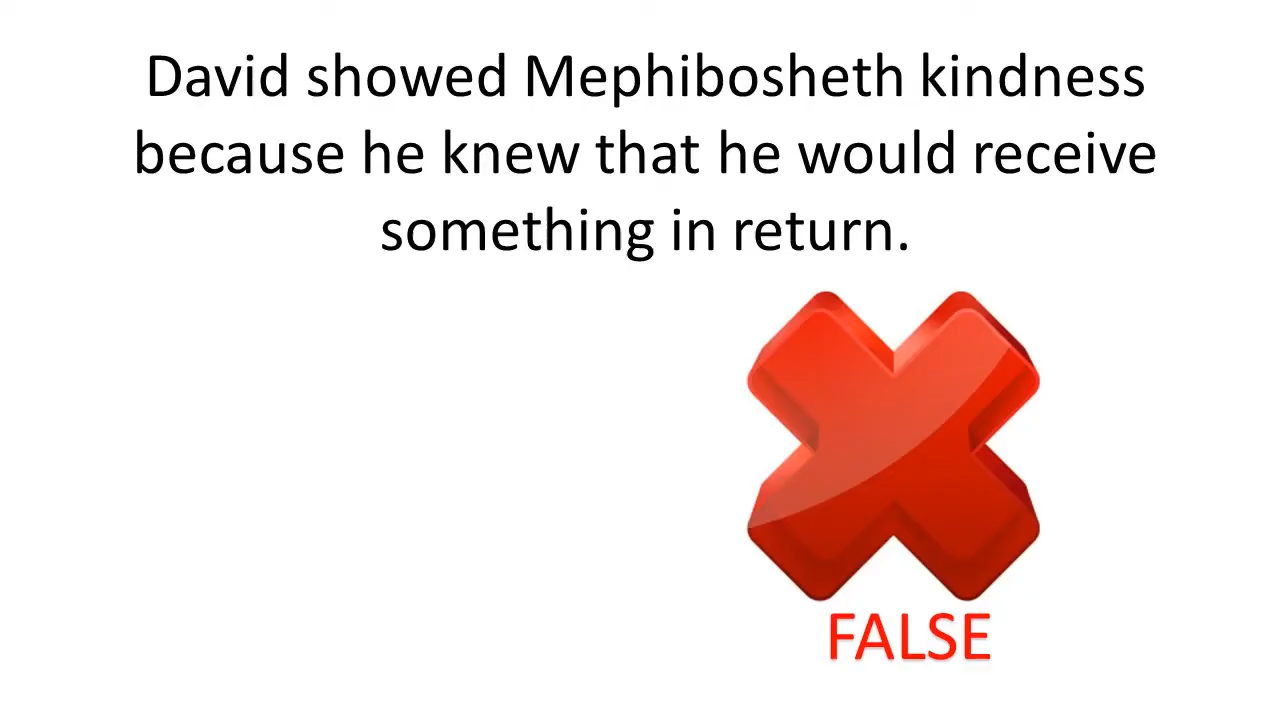 David showed Mephibosheth kindness
because he knew that he would receive
something in return.
FALSE